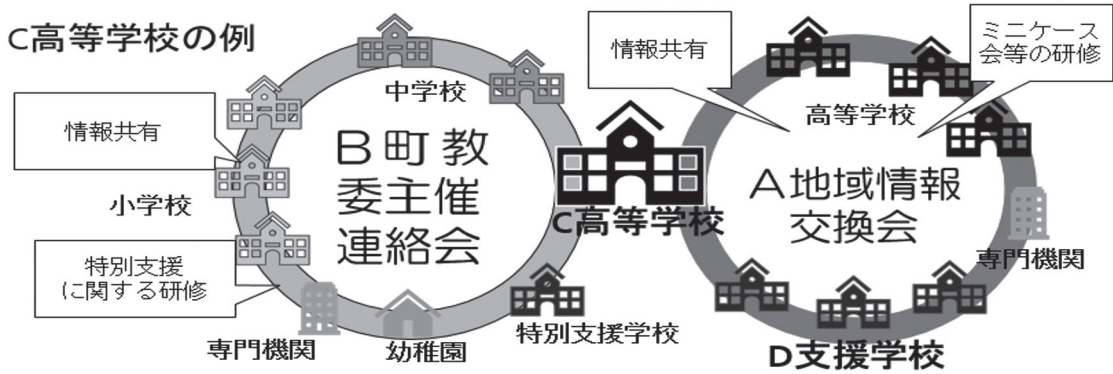 C高等学校の例
中学校
情報共有
小学校
特別支援
に関する研修
専門機関
幼稚園
特別支援学校
B町教
委主催
連絡会
C高等学校
情報共有
ミニケース
会等の研修
高等学校
A地域情報
交換会
専門機関
D支援学校